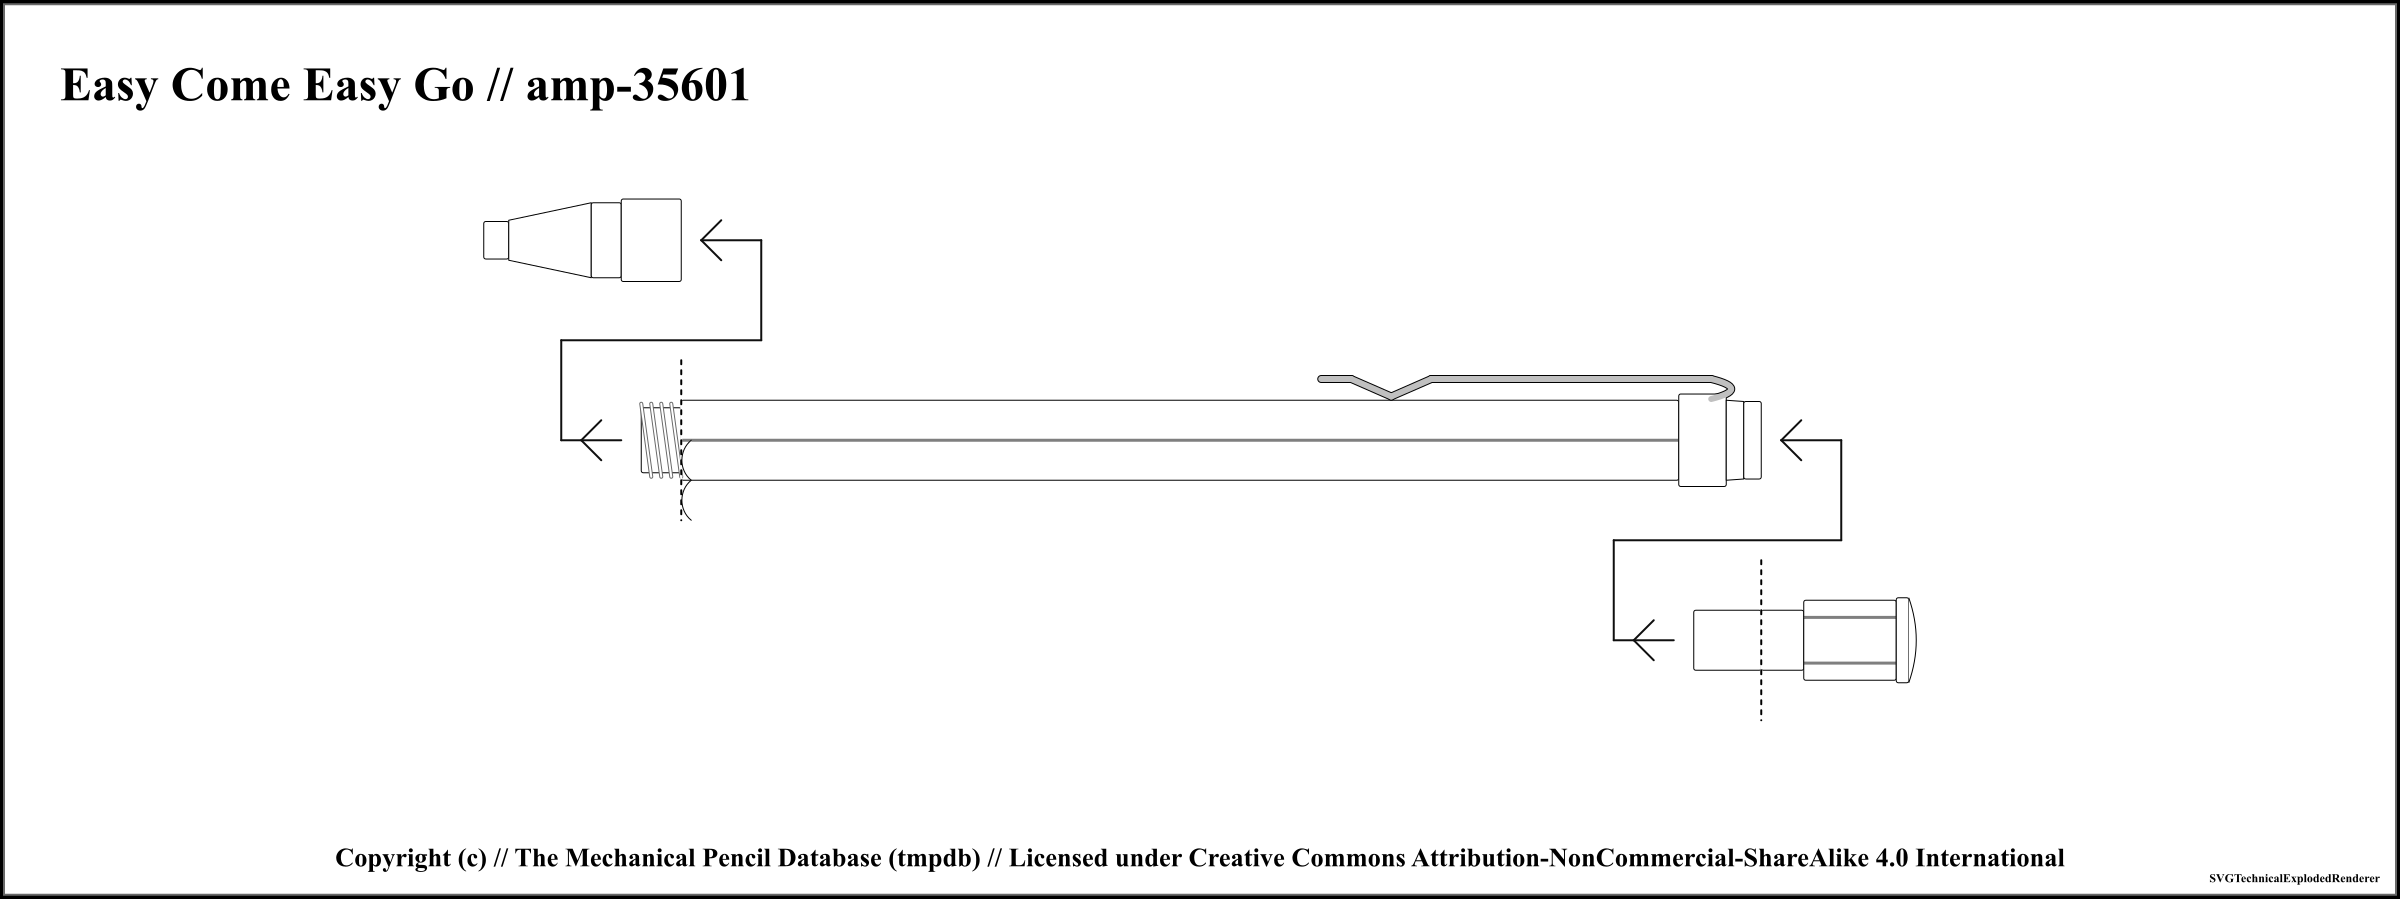 Easy Come Easy Go // amp-35601
Copyright (c) // The Mechanical Pencil Database (tmpdb) // Licensed under Creative Commons Attribution-NonCommercial-ShareAlike 4.0 International
SVGTechnicalExplodedRenderer